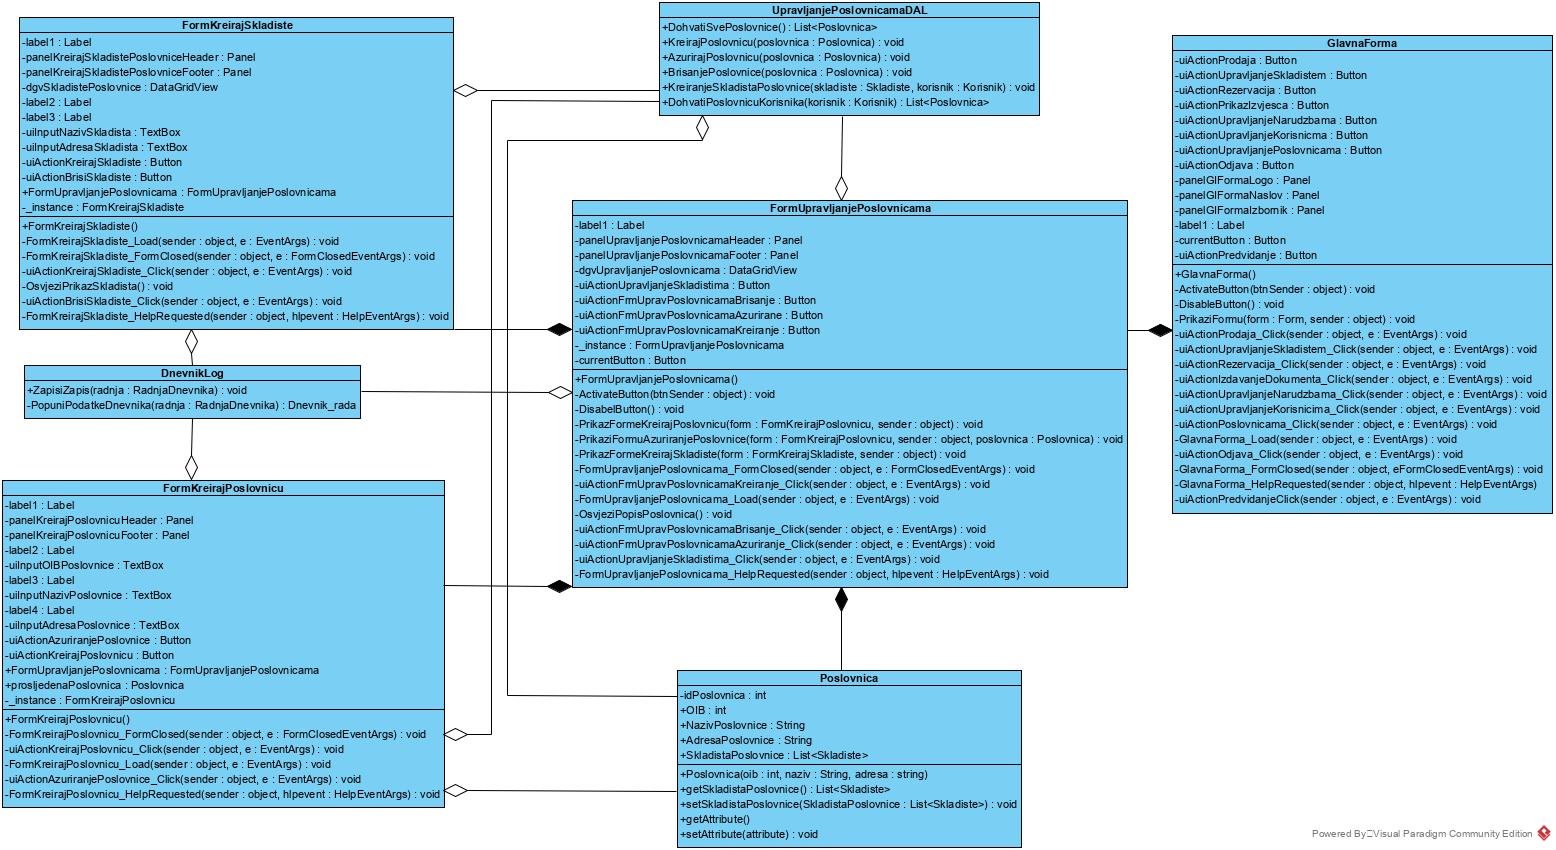 FormKreirajSkladiste
-label1 : Label
-panelKreirajSkladistePoslovniceHeader : Panel
-panelKreirajSkladistePoslovniceFooter : Panel
-dgvSkladistePoslovnice : DataGridView
-label2 : Label
-label3 : Label
-uiInputNazivSkladista : TextBox
-uiInputAdresaSkladista : TextBox
-uiActionKreirajSkladiste : Button
-uiActionBrisiSkladiste : Button
+FormUpravljanjePoslovnicama : FormUpravljanjePoslovnicama
-_instance : FormKreirajSkladiste
+FormKreirajSkladiste()
-FormKreirajSkladiste_Load(sender : object, e : EventArgs) : void
-FormKreirajSkladiste_FormClosed(sender : object, e : FormClosedEventArgs) : void
-uiActionKreirajSkladiste_Click(sender : object, e : EventArgs) : void
-OsvjeziPrikazSkladista() : void
-uiActionBrisiSkladiste_Click(sender : object, e : EventArgs) : void
-FormKreirajSkladiste_HelpRequested(sender : object, hlpevent : HelpEventArgs) : void
UpravljanjePoslovnicamaDAL
+DohvatiSvePoslovnice() : List<Poslovnica>
+KreirajPoslovnicu(poslovnica : Poslovnica) : void
+AzurirajPoslovnicu(poslovnica : Poslovnica) : void
+BrisanjePoslovnice(poslovnica : Poslovnica) : void
+KreiranjeSkladistaPoslovnice(skladiste : Skladiste, korisnik : Korisnik) : void
+DohvatiPoslovnicuKorisnika(korisnik : Korisnik) : List<Poslovnica>
GlavnaForma
-uiActionProdaja : Button
-uiActionUpravljanjeSkladistem : Button
-uiActionRezervacija : Button
-uiActionPrikazIzvjesca : Button
-uiActionUpravljanjeNarudzbama : Button
-uiActionUpravljanjeKorisnicma : Button
-uiActionUpravljanjePoslovnicama : Button
-uiActionOdjava : Button
-panelGlFormaLogo : Panel
-panelGlFormaNaslov : Panel
-panelGlFormaIzbornik : Panel
-label1 : Label
-currentButton : Button
-uiActionPredvidanje : Button
+GlavnaForma()
-ActivateButton(btnSender : object) : void
-DisableButton() : void
-PrikaziFormu(form : Form, sender : object) : void
-uiActionProdaja_Click(sender : object, e : EventArgs) : void
-uiActionUpravljanjeSkladistem_Click(sender : object, e : EventArgs) : void
-uiActionRezervacija_Click(sender : object, e : EventArgs) : void
-uiActionIzdavanjeDokumenta_Click(sender : object, e : EventArgs) : void
-uiActionUpravljanjeNarudzbama_Click(sender : object, e : EventArgs) : void
-uiActionUpravljanjeKorisnicima_Click(sender : object, e : EventArgs) : void
-uiActionPoslovnicama_Click(sender : object, e : EventArgs) : void
-GlavnaForma_Load(sender : object, e : EventArgs) : void
-uiActionOdjava_Click(sender : object, e : EventArgs) : void
-GlavnaForma_FormClosed(sender : object, eFormClosedEventArgs) : void
-GlavnaForma_HelpRequested(sender : object, hlpevent : HelpEventArgs)
-uiActionPredvidanjeClick(sender : object, e : EventArgs) : void
FormUpravljanjePoslovnicama
-label1 : Label
-panelUpravljanjePoslovnicamaHeader : Panel
-panelUpravljanjePoslovnicamaFooter : Panel
-dgvUpravljanjePoslovnicama : DataGridView
-uiActionUpravljanjeSkladistima : Button
-uiActionFrmUpravPoslovnicamaBrisanje : Button
-uiActionFrmUpravPoslovnicamaAzurirane : Button
-uiActionFrmUpravPoslovnicamaKreiranje : Button
-_instance : FormUpravljanjePoslovnicama
-currentButton : Button
+FormUpravljanjePoslovnicama()
-ActivateButton(btnSender : object) : void
-DisabelButton() : void
-PrikazFormeKreirajPoslovnicu(form : FormKreirajPoslovnicu, sender : object) : void
-PrikaziFormuAzuriranjePoslovnice(form : FormKreirajPoslovnicu, sender : object, poslovnica : Poslovnica) : void
-PrikazFormeKreirajSkladiste(form : FormKreirajSkladiste, sender : object) : void
-FormUpravljanjePoslovnicama_FormClosed(sender : object, e : FormClosedEventArgs) : void
-uiActionFrmUpravPoslovnicamaKreiranje_Click(sender : object, e : EventArgs) : void
-FormUpravljanjePoslovnicama_Load(sender : object, e : EventArgs) : void
-OsvjeziPopisPoslovnica() : void
-uiActionFrmUpravPoslovnicamaBrisanje_Click(sender : object, e : EventArgs) : void
-uiActionFrmUpravPoslovnicamaAzuriranje_Click(sender : object, e : EventArgs) : void
-uiActionUpravljanjeSkladistima_Click(sender : object, e : EventArgs) : void
-FormUpravljanjePoslovnicama_HelpRequested(sender : object, hlpevent : HelpEventArgs) : void
DnevnikLog
+ZapisiZapis(radnja : RadnjaDnevnika) : void
-PopuniPodatkeDnevnika(radnja : RadnjaDnevnika) : Dnevnik_rada
FormKreirajPoslovnicu
-label1 : Label
-panelKreirajPoslovnicuHeader : Panel
-panelKreirajPoslovnicuFooter : Panel
-label2 : Label
-uiInputOIBPoslovnice : TextBox
-label3 : Label
-uiInputNazivPoslovnice : TextBox
-label4 : Label
-uiInputAdresaPoslovnice : TextBox
-uiActionAzuriranjePoslovnice : Button
-uiActionKreirajPoslovnicu : Button
+FormUpravljanjePoslovnicama : FormUpravljanjePoslovnicama
+prosljedenaPoslovnica : Poslovnica
-_instance : FormKreirajPoslovnicu
+FormKreirajPoslovnicu()
-FormKreirajPoslovnicu_FormClosed(sender : object, e : FormClosedEventArgs) : void
-uiActionKreirajPoslovnicu_Click(sender : object, e : EventArgs) : void
-FormKreirajPoslovnicu_Load(sender : object, e : EventArgs) : void
-uiActionAzuriranjePoslovnice_Click(sender : object, e : EventArgs) : void
-FormKreirajPoslovnicu_HelpRequested(sender : object, hlpevent : HelpEventArgs) : void
Poslovnica
-idPoslovnica : int
+OIB : int
+NazivPoslovnice : String
+AdresaPoslovnice : String
+SkladistaPoslovnice : List<Skladiste>
+Poslovnica(oib : int, naziv : String, adresa : string)
+getSkladistaPoslovnice() : List<Skladiste>
+setSkladistaPoslovnice(SkladistaPoslovnice : List<Skladiste>) : void
+getAttribute()
+setAttribute(attribute) : void
Powered By Visual Paradigm Community Edition